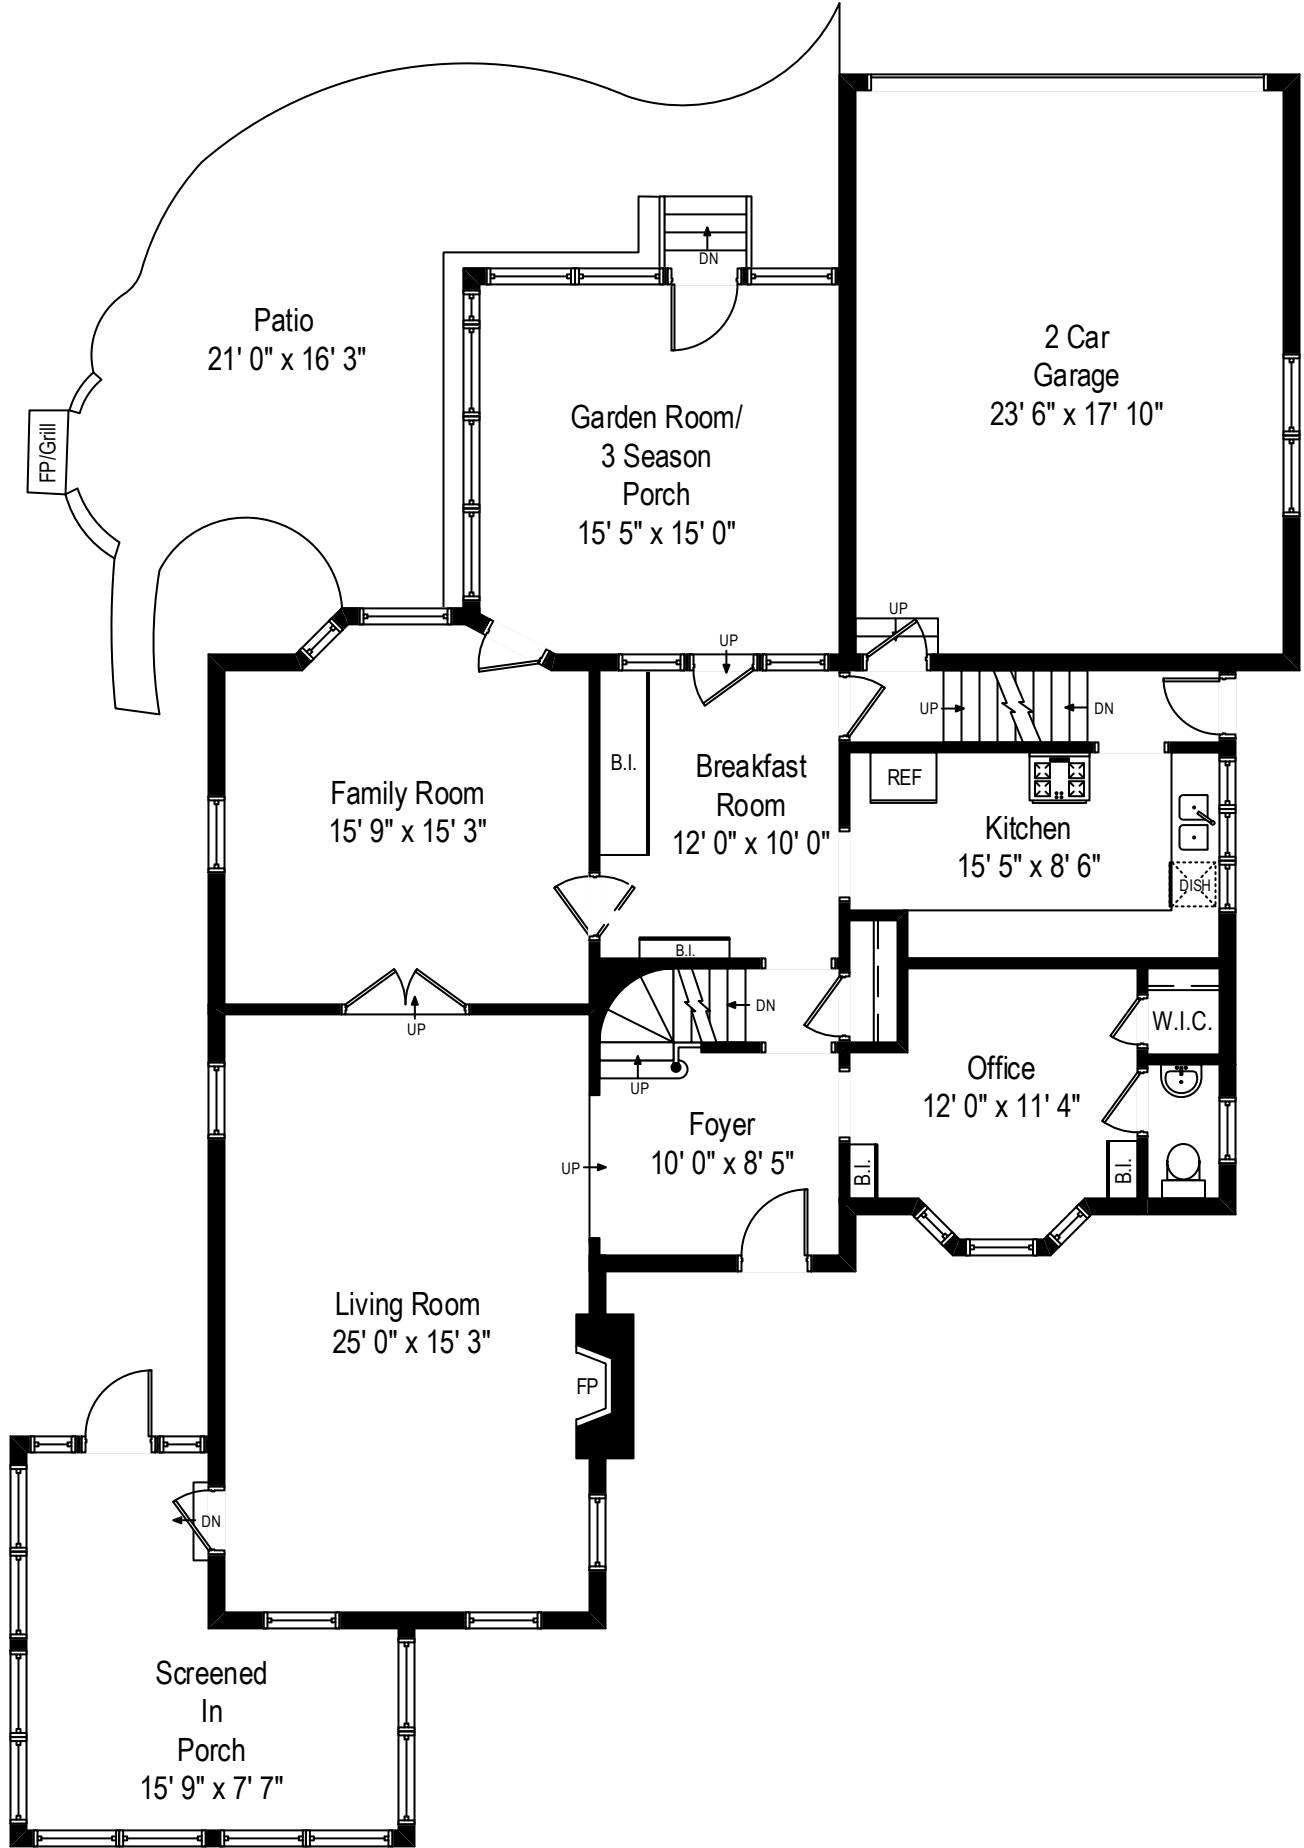 DN
Patio
21' 0" x 16' 3"
2 Car
Garage
23' 6" x 17' 10"
FP/Grill
Garden Room/
3 Season
Porch
15' 5" x 15' 0"
UP
UP
UP
DN
B.I.
Breakfast
Room
12' 0" x 10' 0"
REF
Family Room
15' 9" x 15' 3"
Kitchen
15' 5" x 8' 6"
DISH
B.I.
DN
UP
UP
W.I.C.
Office
12' 0" x 11' 4"
Foyer
10' 0" x 8' 5"
UP
B.I.
B.I.
Living Room
25' 0" x 15' 3"
FP
DN
Screened
In
Porch
15' 9" x 7' 7"